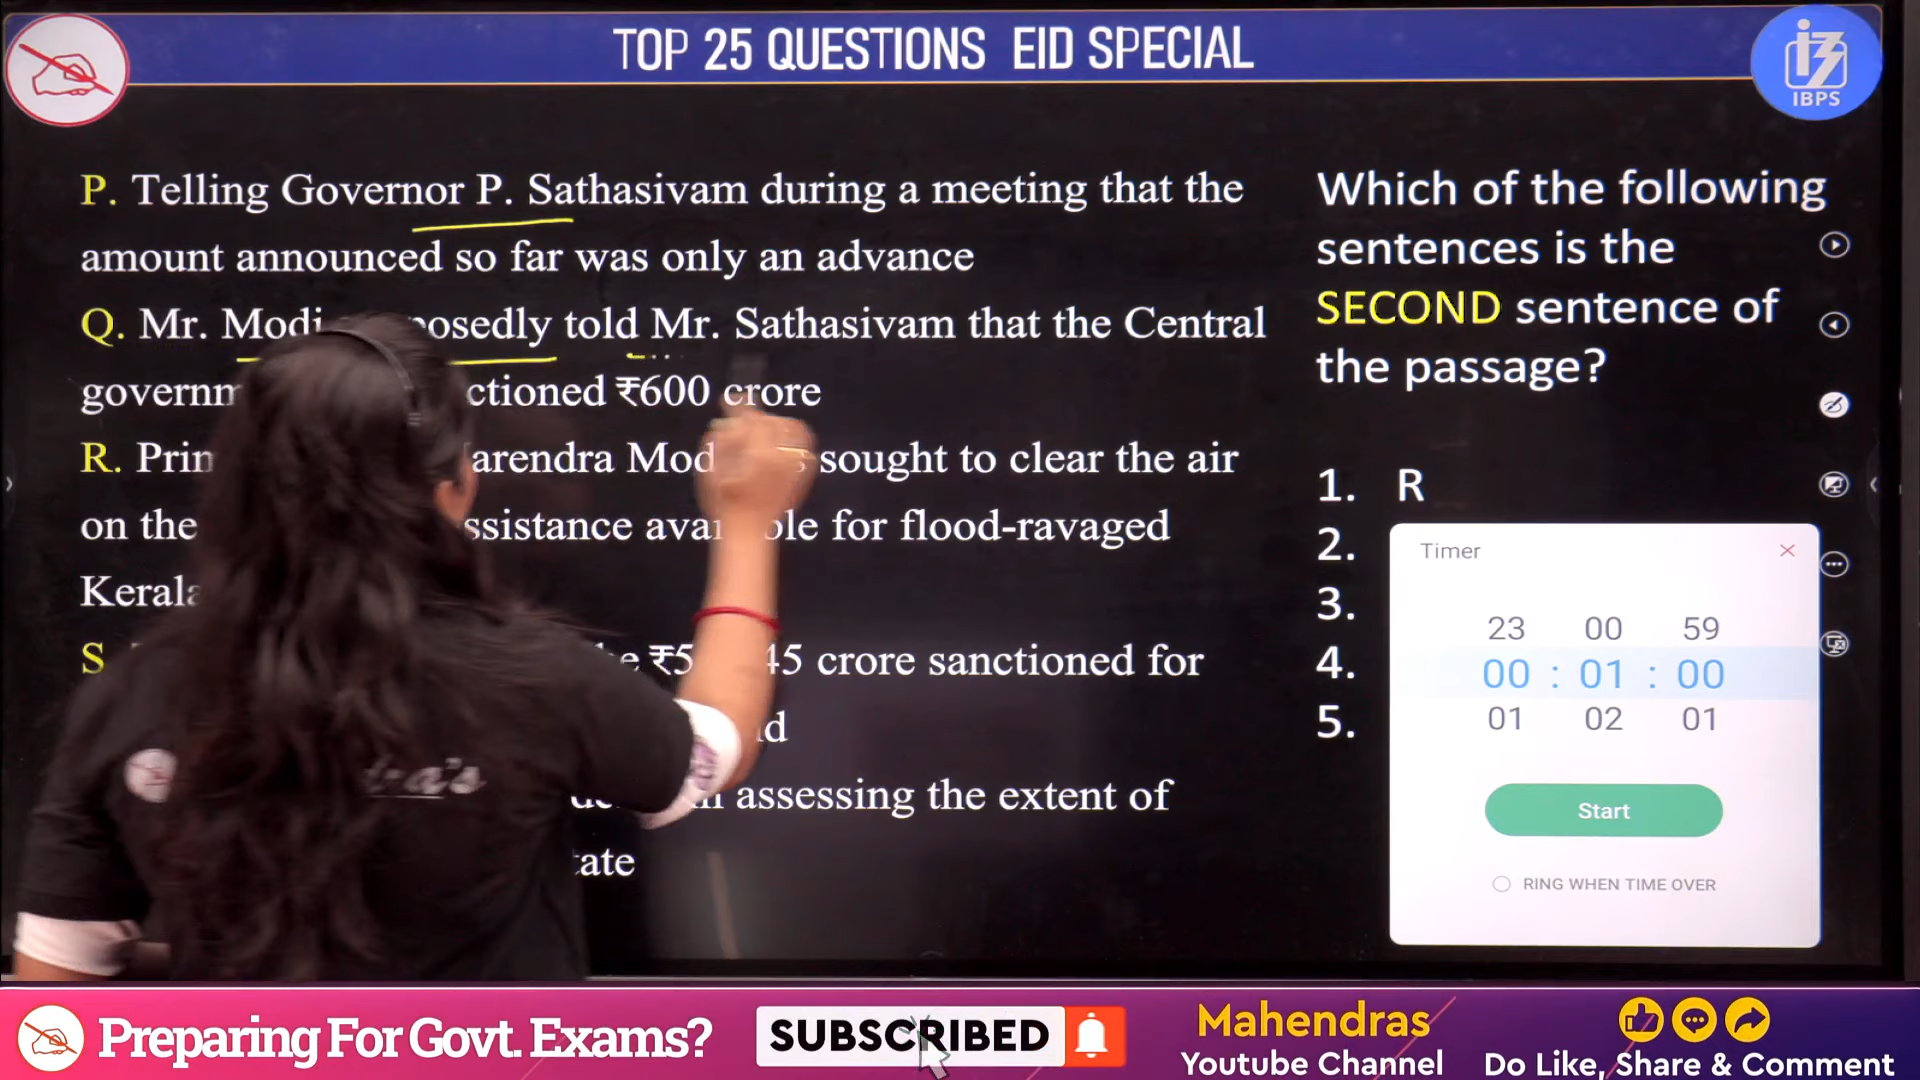 TOP 25 QUESTIONS EID SPECIAL
IBPS
P. Telling Governor P. Sathasivam during a meeting that the
amount announced so far was only an advance
Q. Mr. Modi told Mr. Sathasivam that the Central
₹600 crore
R. sought to clear the air
on the for flood-ravaged
S crore sanctioned for
assessing the extent of
Which of the following
sentences is the
SECOND sentence of
the passage?
1. R
2.
3.
4.
5.
Timer
23 00 59
00 : 01 : 00
01 02 01
Start
RING WHEN TIME OVER
Preparing For Govt. Exams?
SUBSCRIBED
Mahendras
Youtube Channel
Do Like, Share & Comment